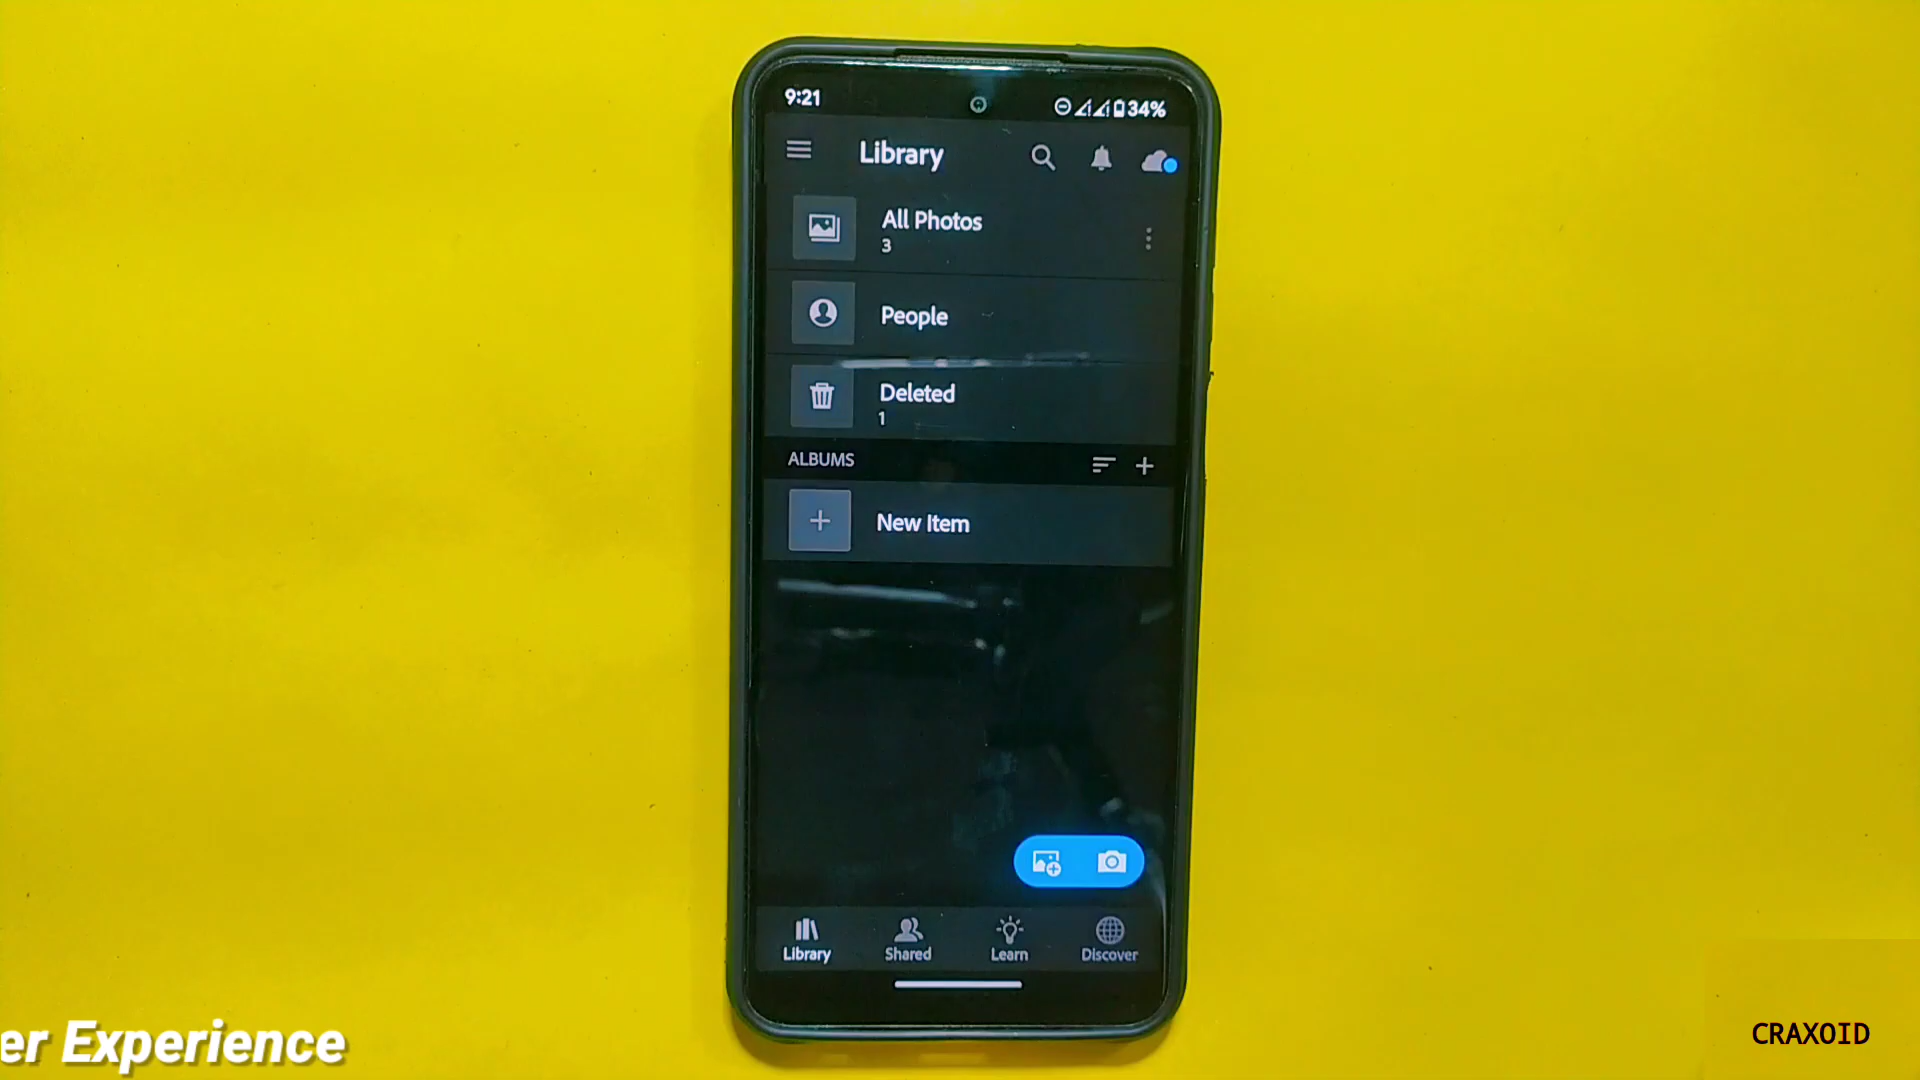 9:21
34%
Library
All Photos
3
People
Deleted
1
ALBUMS
New Item
Library
Shared
Learn
Discover
er Experience
CRAXOID